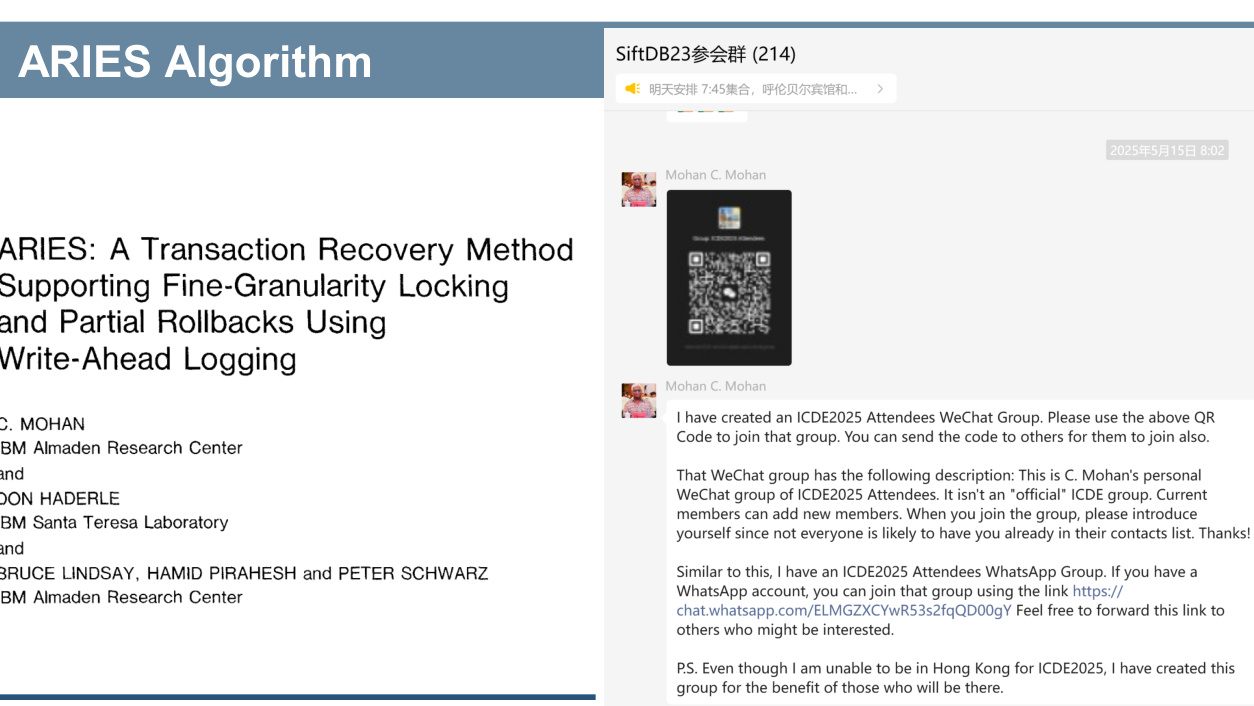 ARIES Algorithm
ARIES: A Transaction Recovery Method
Supporting Fine-Granularity Locking
and Partial Rollbacks Using
Write-Ahead Logging
C. MOHAN
IBM Almaden Research Center
and
DON HADERLE
IBM Santa Teresa Laboratory
and
BRUCE LINDSAY, HAMID PIRAHESH and PETER SCHWARZ
IBM Almaden Research Center
SiftDB23参会群 (214)
明天安排 7:45集合，呼伦贝尔宾馆和...
2025年5月15日 8:02
Mohan C. Mohan
Group: ICDE2025 Attendees
Mohan C. Mohan
I have created an ICDE2025 Attendees WeChat Group. Please use the above QR
Code to join that group. You can send the code to others for them to join also.
That WeChat group has the following description: This is C. Mohan's personal
WeChat group of ICDE2025 Attendees. It isn't an "official" ICDE group. Current
members can add new members. When you join the group, please introduce
yourself since not everyone is likely to have you already in their contacts list. Thanks!
Similar to this, I have an ICDE2025 Attendees WhatsApp Group. If you have a
WhatsApp account, you can join that group using the link https://
chat.whatsapp.com/ELMGZXCYwR53s2fqQD00gY Feel free to forward this link to
others who might be interested.
P.S. Even though I am unable to be in Hong Kong for ICDE2025, I have created this
group for the benefit of those who will be there.